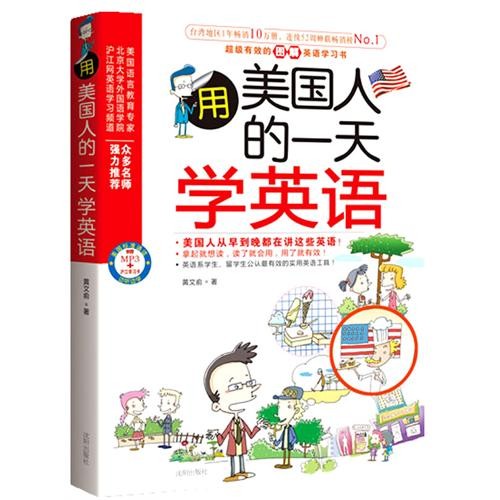 台湾地区1年畅销10万册,连续52周蝉联畅销榜No.1
超级有效的图解英语学习书
用美国人
的一天
学英语
•美国人从早到晚都在讲这些英语!
•拿起就想读,读了就会用,用了就有效!
•英语系学生、留学生公认最有效的实用英语工具!
黄文俞 著
沈阳出版社
美国语言教育专家
北京大学外国语学院
沪江网英语学习频道
众多名师
强力推荐
用美国人的一天学英语
MP3
+
黄文俞 著
沈阳出版社